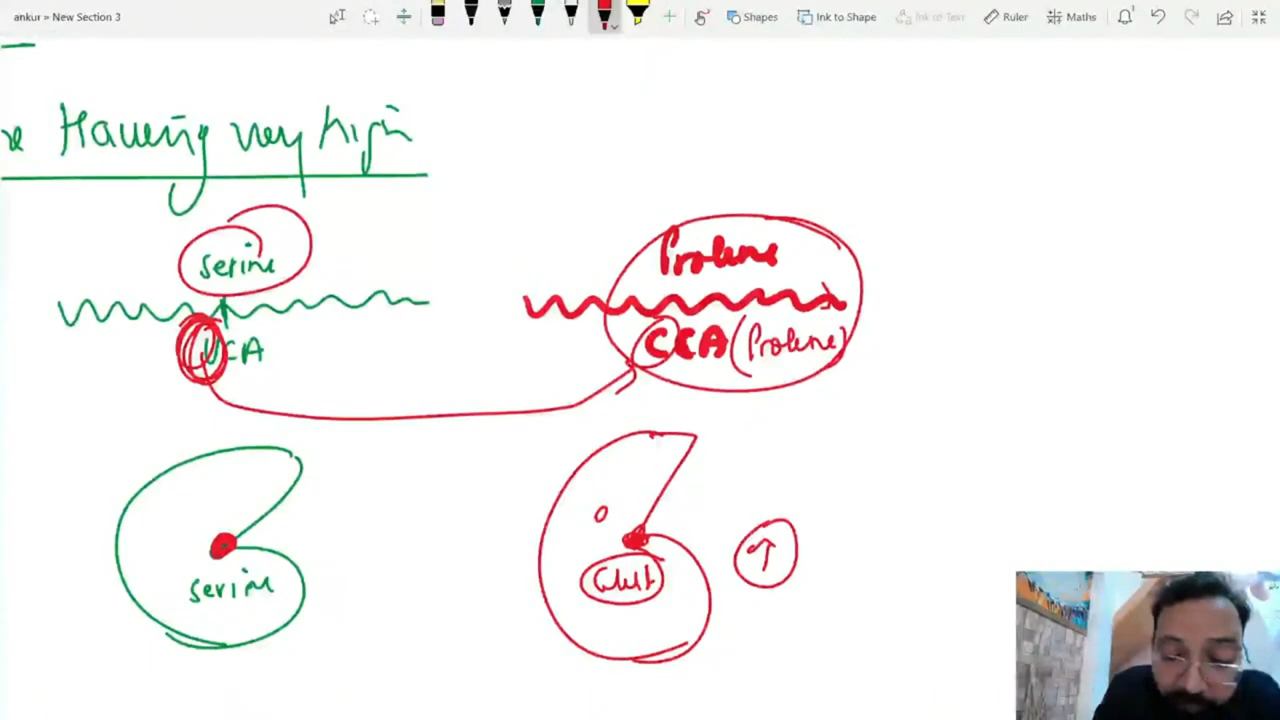 ankur > New Section 3
Shapes
Ink to Shape
Ink to Text
Ruler
Maths
Having very high
serine
UCA
Proline
CCA (Proline)
serine
Glut